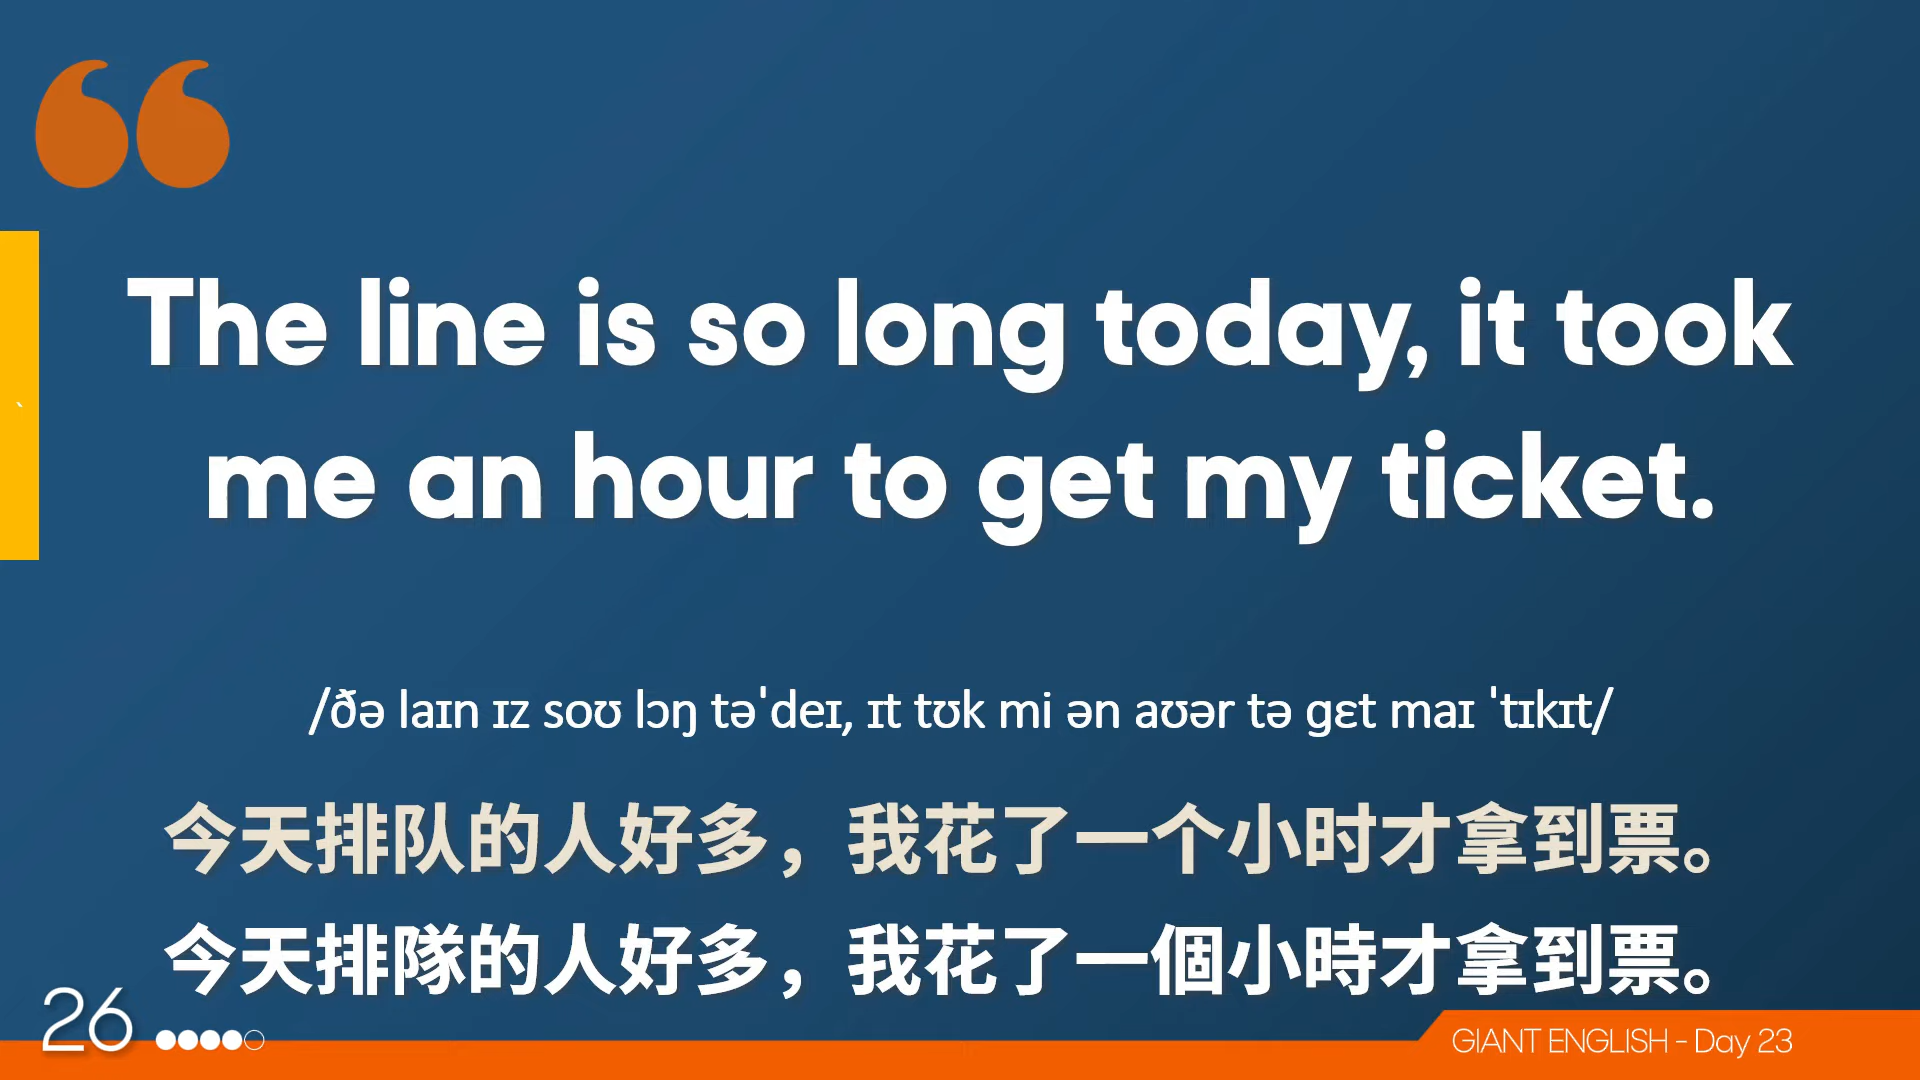 The line is so long today, it took
me an hour to get my ticket.
/ðə laɪn ɪz soʊ lɔŋ təˈdeɪ, ɪt tʊk mi ən aʊər tə gɛt maɪ ˈtɪkɪt/
今天排队的人好多，我花了一个小时才拿到票。
今天排隊的人好多，我花了一個小時才拿到票。
26
GIANT ENGLISH - Day 23